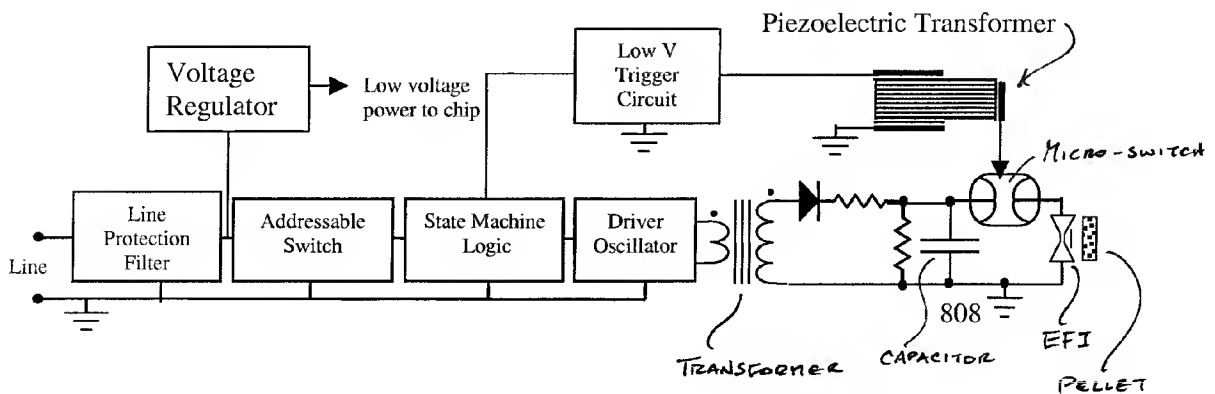 Piezoelectric Transformer
Voltage
Regulator
Low voltage
power to chip
Low V
Trigger
Circuit
MICRO-SWITCH
Line
Line
Protection
Filter
Addressable
Switch
State Machine
Logic
Driver
Oscillator
808
TRANSFORMER
CAPACITOR
EFI
PELLET